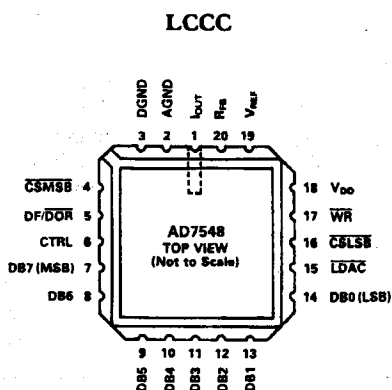 LCCC
DGND
AGND
IOUT
RFB
VREF
3 2 1 20 19
CSMSB 4
DF/DOR 5
CTRL 6
DB7 (MSB) 7
DB6 8
AD7548
TOP VIEW
(Not to Scale)
18 VDD
17 WR
16 CSLSB
15 LDAC
14 DB0 (LSB)
9 10 11 12 13
DB5
DB4
DB3
DB2
DB1